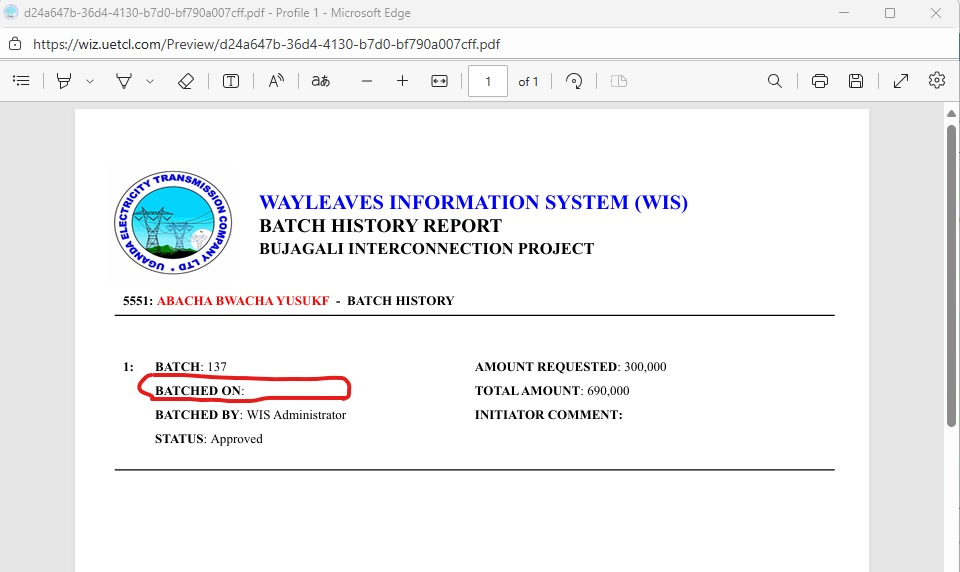 d24a647b-36d4-4130-b7d0-bf790a007cff.pdf - Profile 1 - Microsoft Edge
https://wiz.uetcl.com/Preview/d24a647b-36d4-4130-b7d0-bf790a007cff.pdf
T A aあ 1 of 1
UGANDA ELECTRICITY TRANSMISSION COMPANY LTD
WAYLEAVES INFORMATION SYSTEM (WIS)
BATCH HISTORY REPORT
BUJAGALI INTERCONNECTION PROJECT
5551: ABACHA BWACHA YUSUKF - BATCH HISTORY
1: BATCH: 137 AMOUNT REQUESTED: 300,000
BATCHED ON: TOTAL AMOUNT: 690,000
BATCHED BY: WIS Administrator INITIATOR COMMENT:
STATUS: Approved